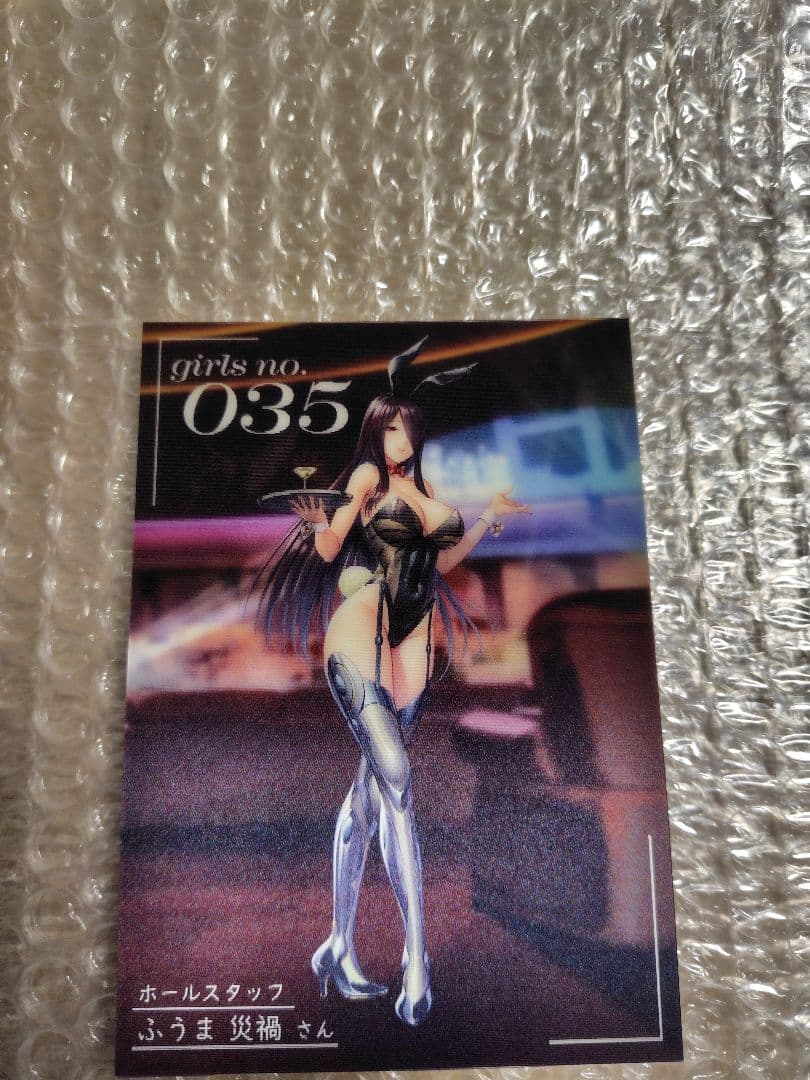 girls no.
035
ホールスタッフ
ふうま 災禍 さん